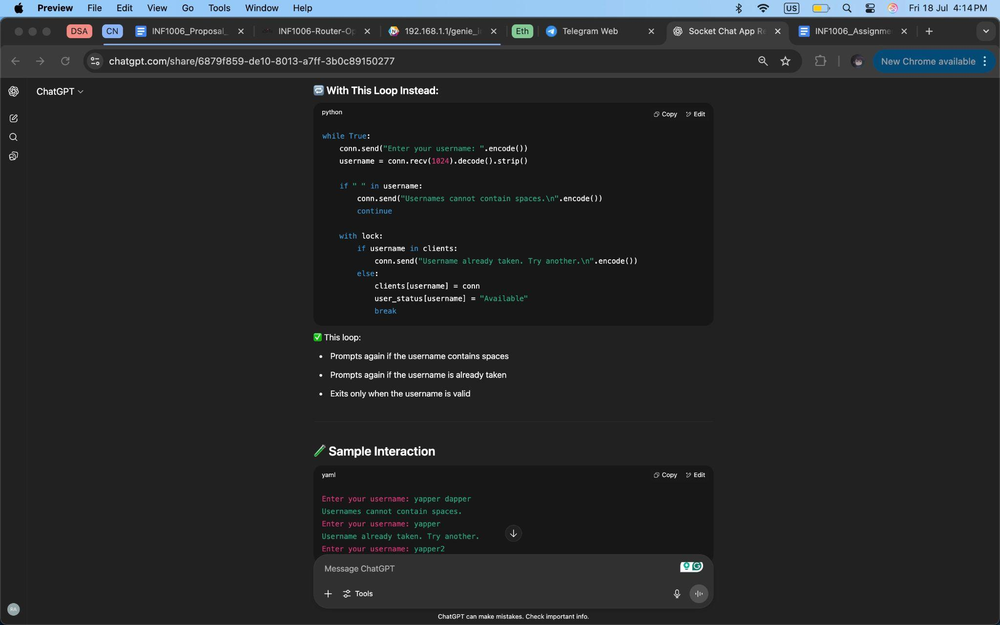 Preview File Edit View Go Tools Window Help US Fri 18 Jul 4:14 PM
DSA CN INF1006_Proposal_ INF1006-Router-Op 192.168.1.1/genie_i Eth Telegram Web Socket Chat App Re INF1006_Assignme
chatgpt.com/share/6879f859-de10-8013-a7ff-3b0c89150277 New Chrome available
ChatGPT
With This Loop Instead:
python Copy Edit
while True:
    conn.send("Enter your username: ".encode())
    username = conn.recv(1024).decode().strip()
    if " " in username:
        conn.send("Usernames cannot contain spaces.\n".encode())
        continue
    with lock:
        if username in clients:
            conn.send("Username already taken. Try another.\n".encode())
        else:
            clients[username] = conn
            user_status[username] = "Available"
            break
✅ This loop:
• Prompts again if the username contains spaces
• Prompts again if the username is already taken
• Exits only when the username is valid
Sample Interaction
yaml Copy Edit
Enter your username: yapper dapper
Usernames cannot contain spaces.
Enter your username: yapper
Username already taken. Try another.
Enter your username: yapper2
Message ChatGPT
Tools
RA
ChatGPT can make mistakes. Check important info.